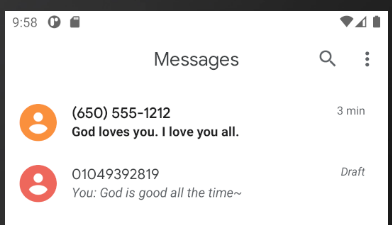 9:58
Messages
(650) 555-1212
3 min
God loves you. I love you all.
01049392819
Draft
You: God is good all the time~